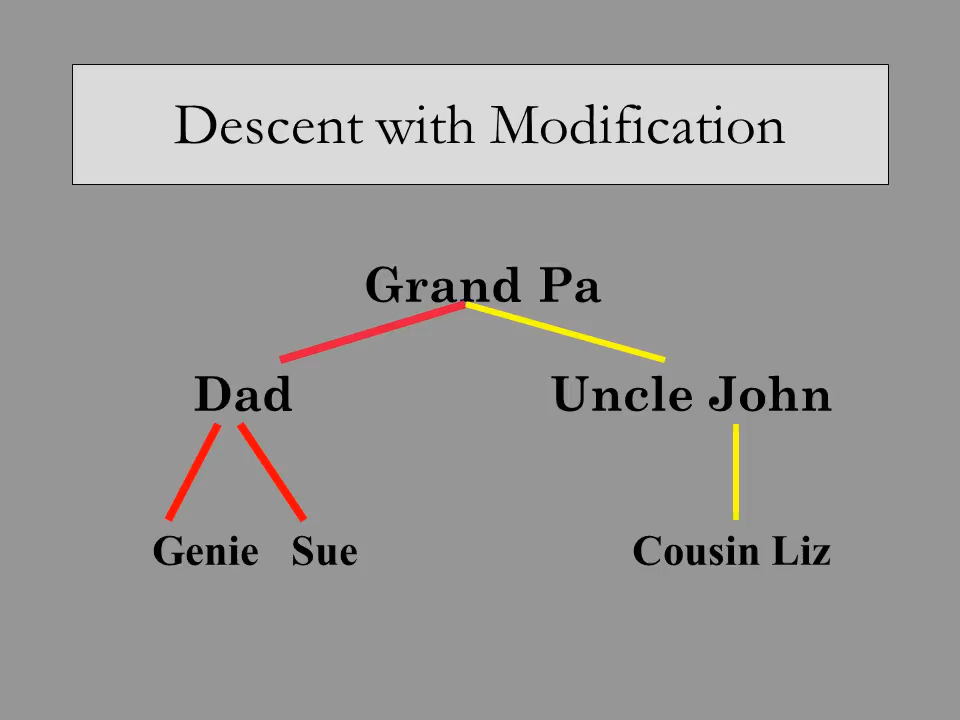 Descent with Modification
Grand Pa
Dad Uncle John
Genie Sue Cousin Liz